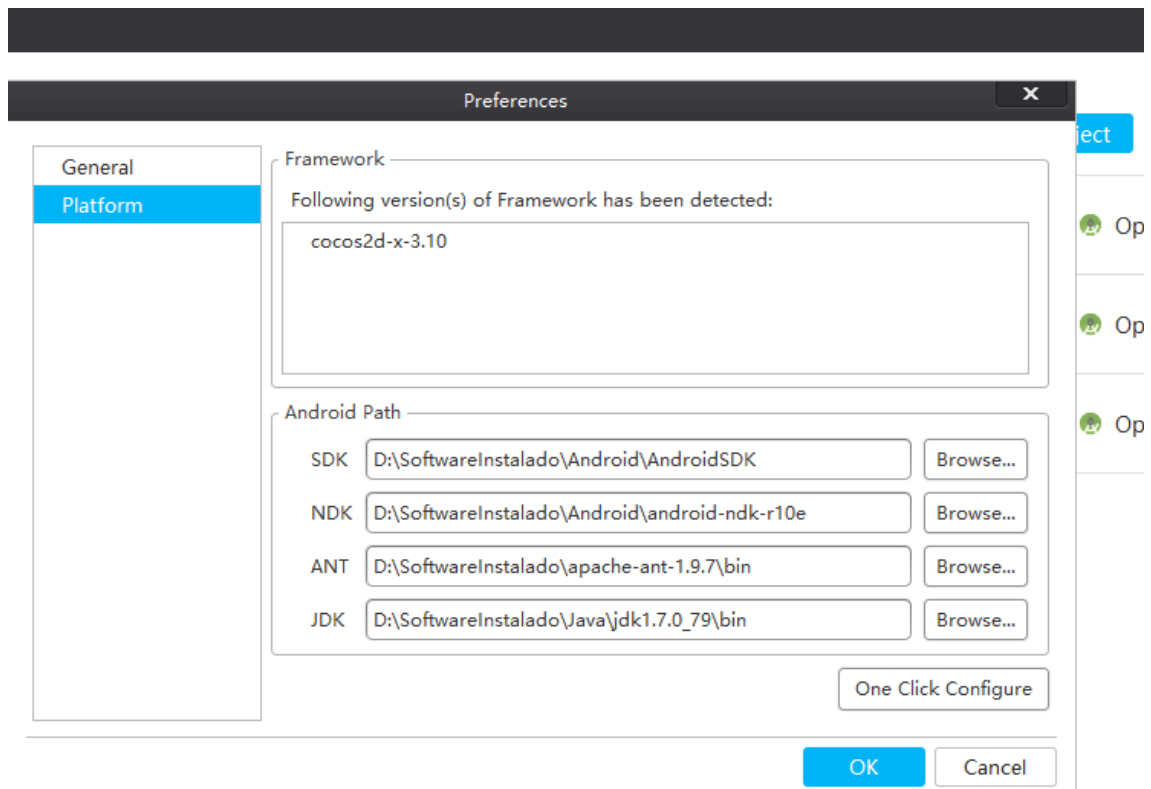 Preferences
ject
General
Platform
Framework
Following version(s) of Framework has been detected:
cocos2d-x-3.10
Op
Op
Op
Android Path
SDK D:\SoftwareInstalado\Android\AndroidSDK Browse...
NDK D:\SoftwareInstalado\Android\android-ndk-r10e Browse...
ANT D:\SoftwareInstalado\apache-ant-1.9.7\bin Browse...
JDK D:\SoftwareInstalado\Java\jdk1.7.0_79\bin Browse...
One Click Configure
OK Cancel